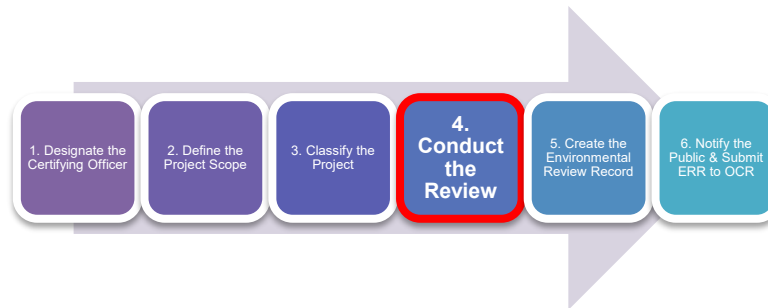 1. Designate the
Certifying Officer
2. Define the
Project Scope
3. Classify the
Project
4.
Conduct
the
Review
5. Create the
Environmental
Review Record
6. Notify the
Public & Submit
ERR to OCR